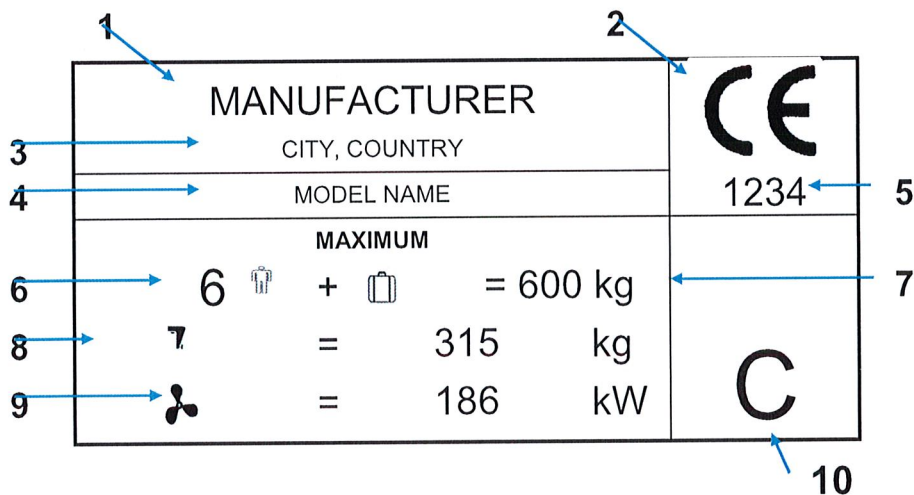 1
2
MANUFACTURER
CE
3
CITY, COUNTRY
4
MODEL NAME
1234
5
MAXIMUM
6
6 + = 600 kg
7
8
= 315 kg
9
= 186 kW
C
10